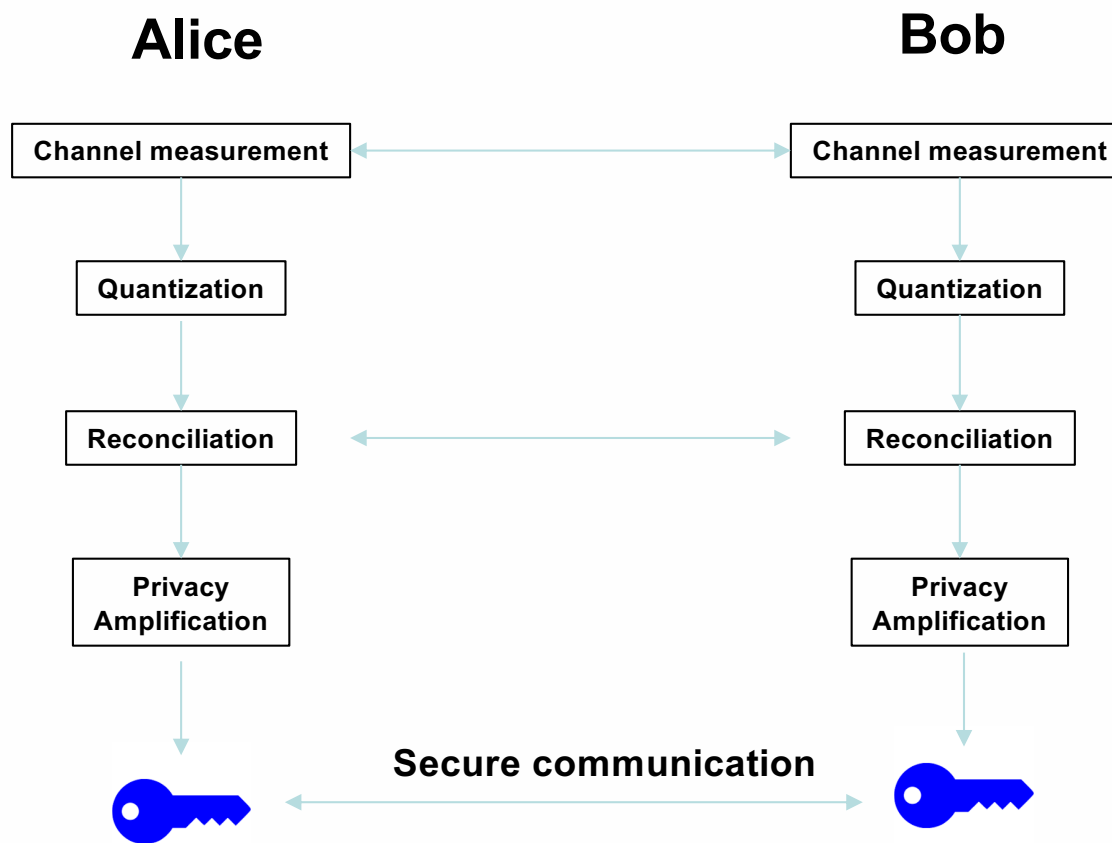 Alice
Bob
Channel measurement
Channel measurement
Quantization
Quantization
Reconciliation
Reconciliation
Privacy
Amplification
Privacy
Amplification
Secure communication